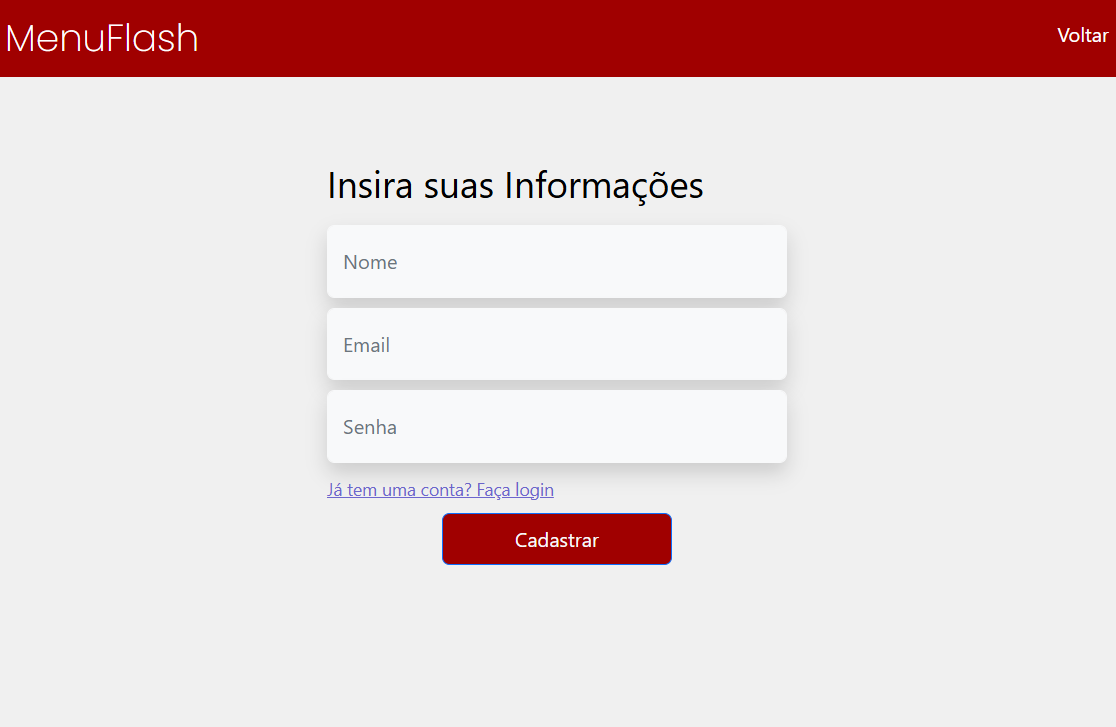 MenuFlash
Voltar
Insira suas Informações
Nome
Email
Senha
Já tem uma conta? Faça login
Cadastrar